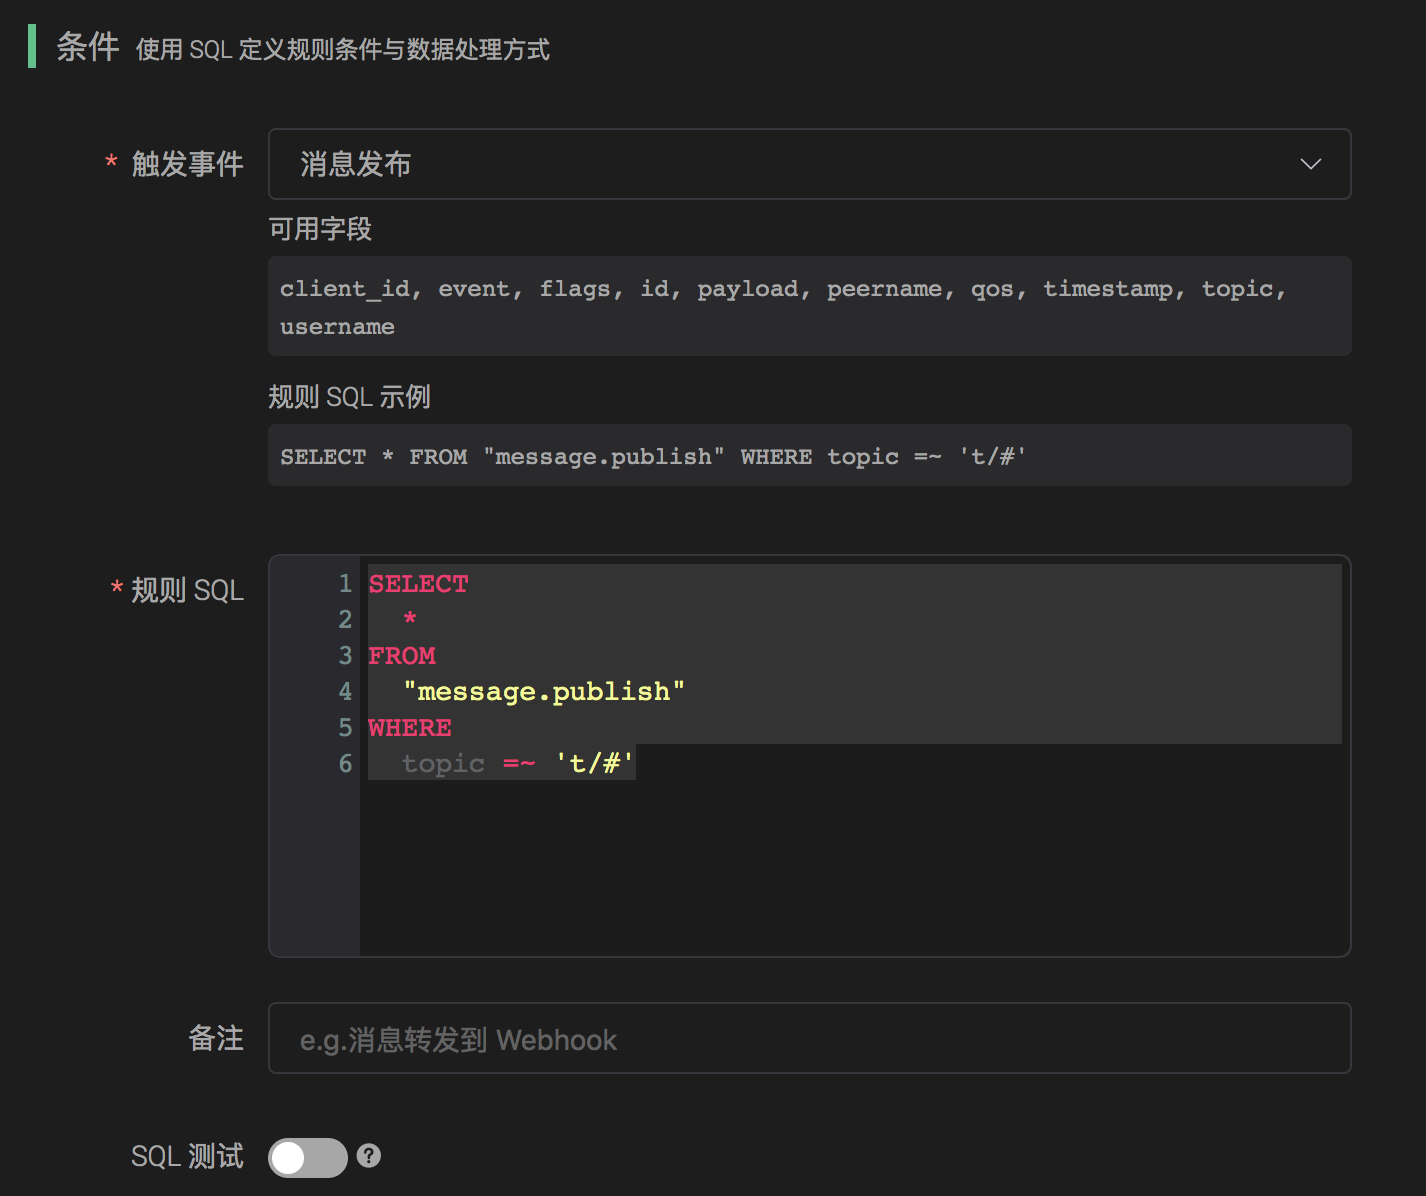 条件 使用 SQL 定义规则条件与数据处理方式
* 触发事件 消息发布
可用字段
client_id, event, flags, id, payload, peername, qos, timestamp, topic,
username
规则 SQL 示例
SELECT * FROM "message.publish" WHERE topic =~ 't/#'
* 规则 SQL
1 SELECT
2 *
3 FROM
4 "message.publish"
5 WHERE
6 topic =~ 't/#'
备注 e.g.消息转发到 Webhook
SQL 测试 ?